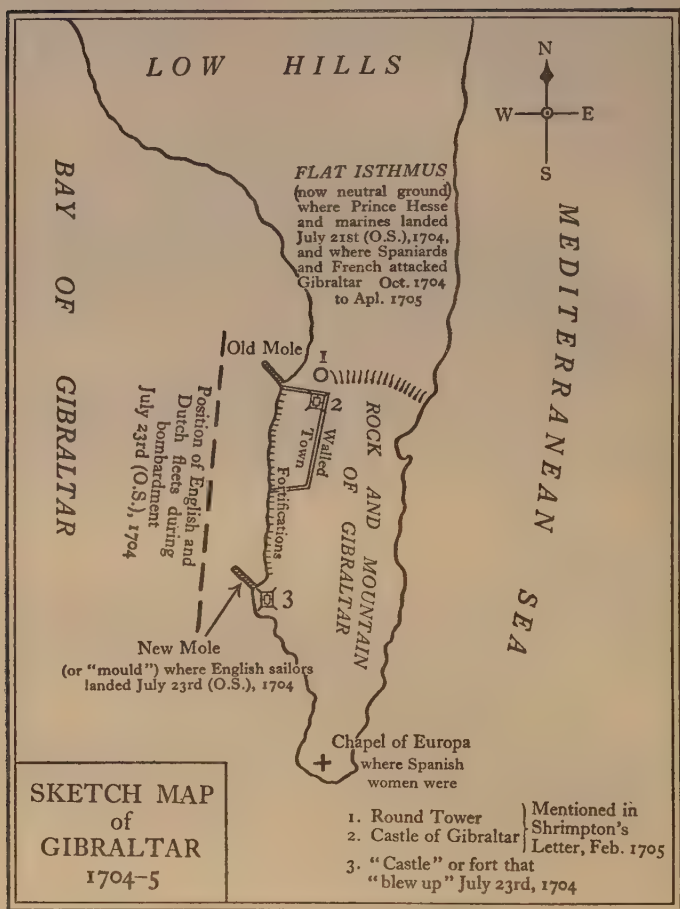 LOW HILLS
N
W E
S
FLAT ISTHMUS
(now neutral ground)
where Prince Hesse
and marines landed
July 21st (O.S.), 1704,
and where Spaniards
and French attacked
Gibraltar Oct. 1704
to Apl. 1705
BAY OF GIBRALTAR
MEDITERRANEAN SEA
Old Mole
1
2
Walled
Town
Fortifications
ROCK AND MOUNTAIN
OF GIBRALTAR
Position of English and
Dutch fleets during
bombardment
July 23rd (O.S.), 1704
3
New Mole
(or "mould") where English sailors
landed July 23rd (O.S.), 1704
Chapel of Europa
where Spanish
women were
SKETCH MAP
of
GIBRALTAR
1704-5
1. Round Tower
2. Castle of Gibraltar
Mentioned in
Shrimpton's
Letter, Feb. 1705
3. "Castle" or fort that
"blew up" July 23rd, 1704